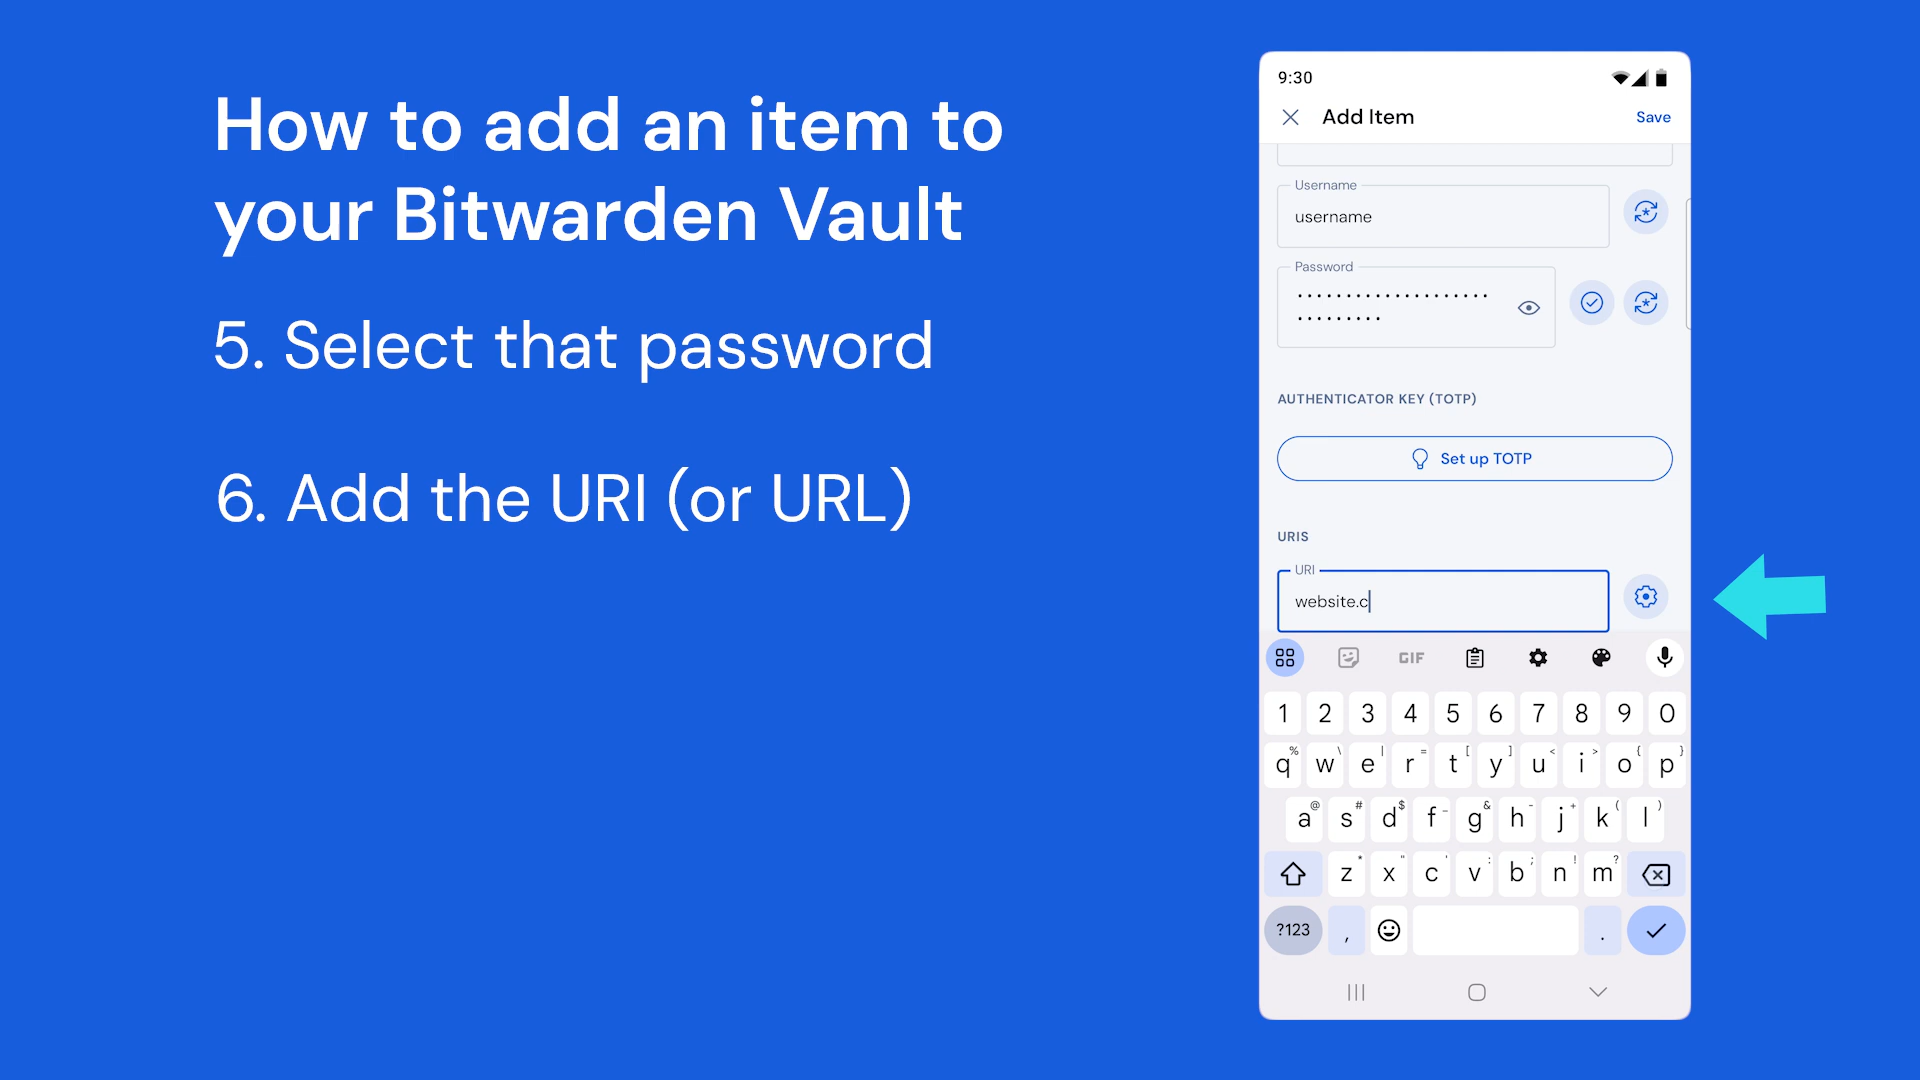 How to add an item to
your Bitwarden Vault
5. Select that password
6. Add the URI (or URL)
9:30
Add Item
Save
Username
username
Password
AUTHENTICATOR KEY (TOTP)
Set up TOTP
URIS
URI
website.c
GIF
1 2 3 4 5 6 7 8 9 0
% \ | = [ ] < > { }
q w e r t y u i o p
@ # $ _ & - + ( )
a s d f g h j k l
* " ' : ; ! ?
z x c v b n m
?123 , .